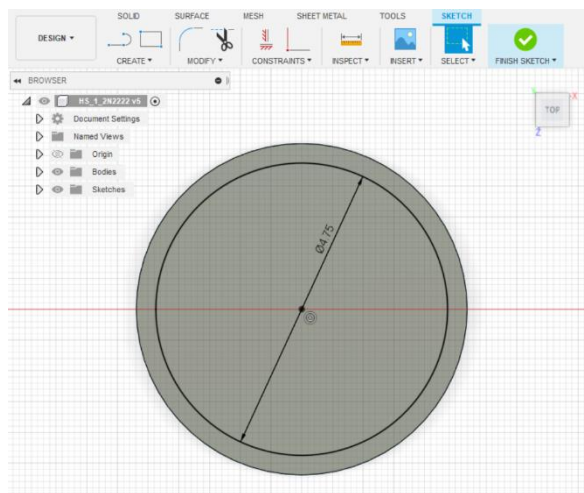 SOLID SURFACE MESH SHEET METAL TOOLS SKETCH
DESIGN ▾
CREATE ▾ MODIFY ▾ CONSTRAINTS ▾ INSPECT ▾ INSERT ▾ SELECT ▾ FINISH SKETCH ▾
BROWSER
HS_1_2N2222 v5
Document Settings
Named Views
Origin
Bodies
Sketches
X
TOP
Z
Ø4.75